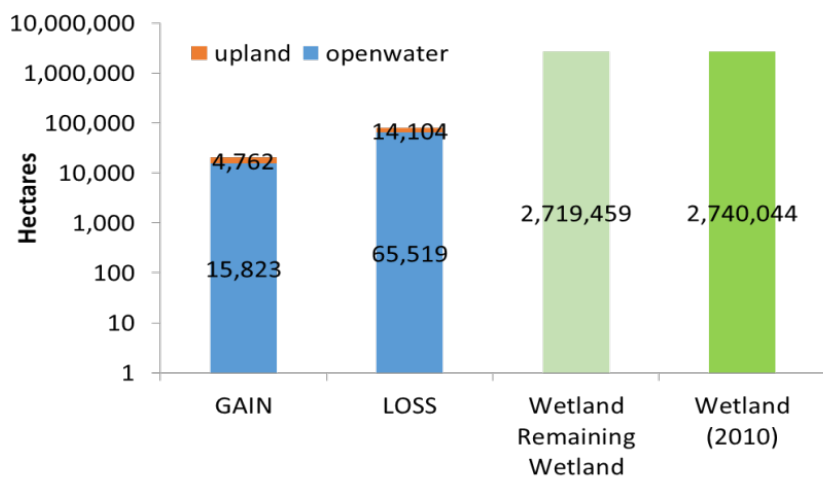 10,000,000
1,000,000
100,000
10,000
1,000
100
10
1
Hectares
upland openwater
4,762
15,823
14,104
65,519
2,719,459
2,740,044
GAIN
LOSS
Wetland
Remaining
Wetland
Wetland
(2010)